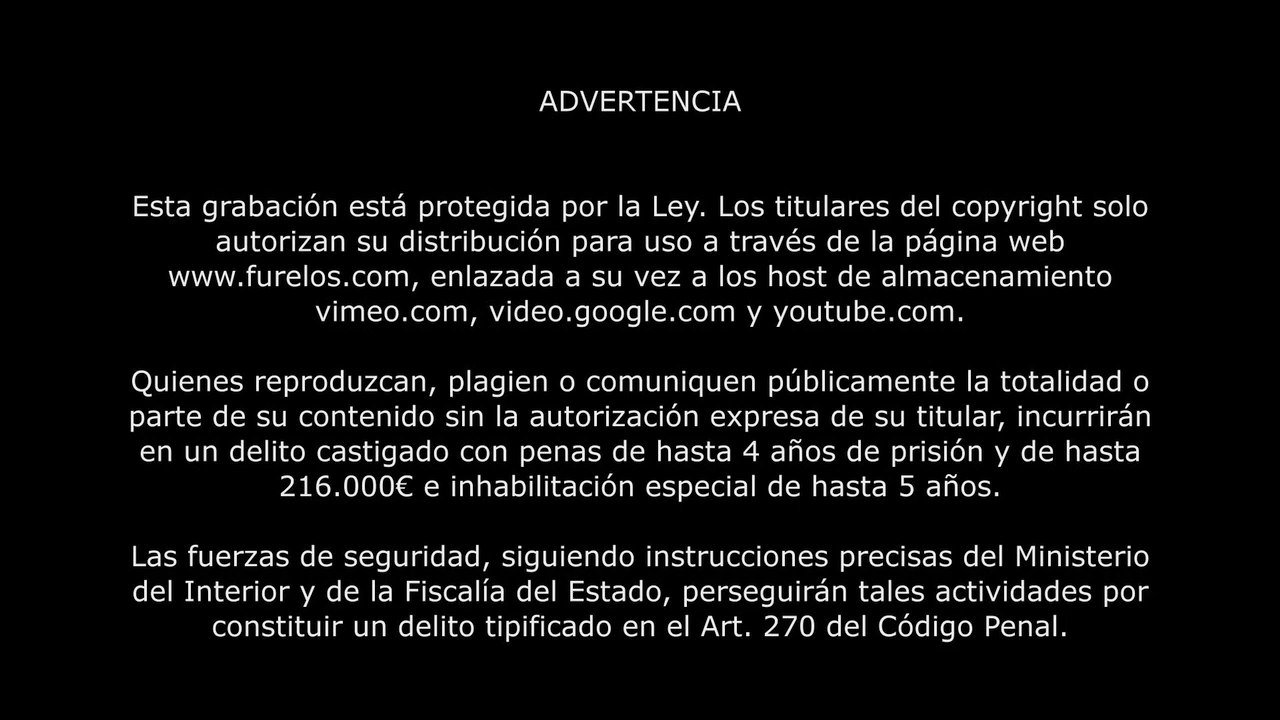 ADVERTENCIA
Esta grabación está protegida por la Ley. Los titulares del copyright solo
autorizan su distribución para uso a través de la página web
www.furelos.com, enlazada a su vez a los host de almacenamiento
vimeo.com, video.google.com y youtube.com.
Quienes reproduzcan, plagien o comuniquen públicamente la totalidad o
parte de su contenido sin la autorización expresa de su titular, incurrirán
en un delito castigado con penas de hasta 4 años de prisión y de hasta
216.000€ e inhabilitación especial de hasta 5 años.
Las fuerzas de seguridad, siguiendo instrucciones precisas del Ministerio
del Interior y de la Fiscalía del Estado, perseguirán tales actividades por
constituir un delito tipificado en el Art. 270 del Código Penal.